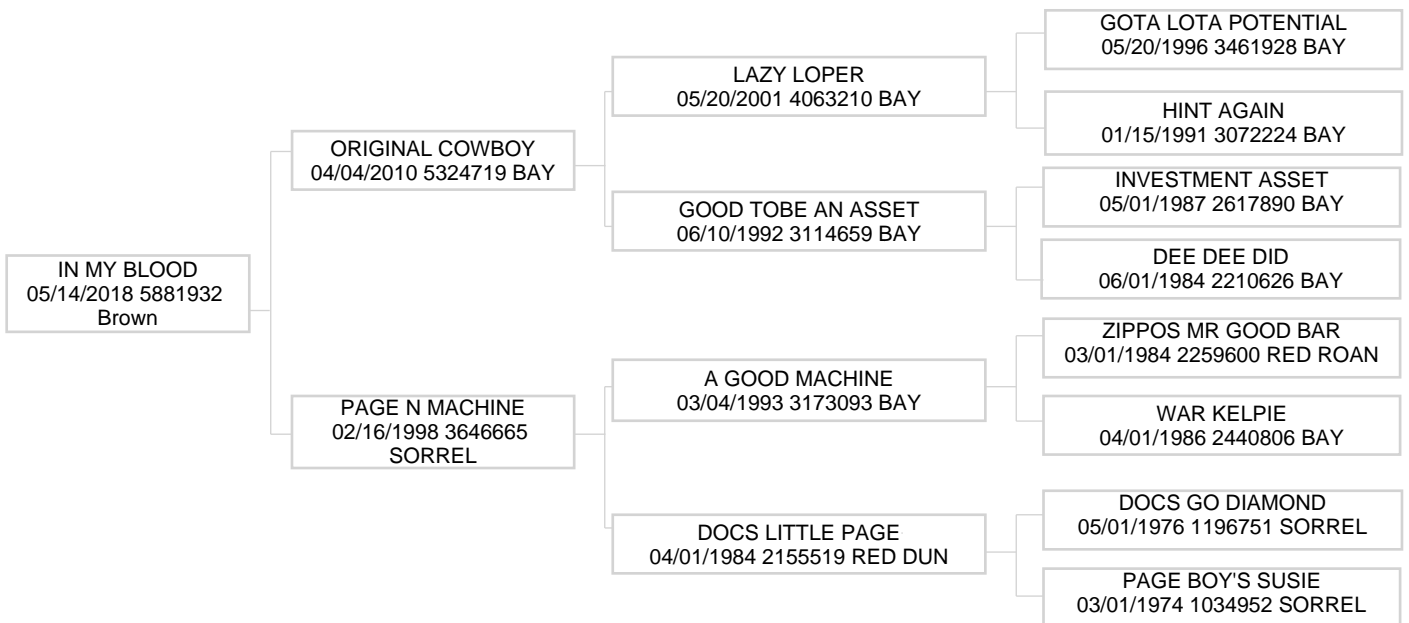 GOTA LOTA POTENTIAL
05/20/1996 3461928 BAY
LAZY LOPER
05/20/2001 4063210 BAY
HINT AGAIN
01/15/1991 3072224 BAY
ORIGINAL COWBOY
04/04/2010 5324719 BAY
INVESTMENT ASSET
05/01/1987 2617890 BAY
GOOD TOBE AN ASSET
06/10/1992 3114659 BAY
DEE DEE DID
06/01/1984 2210626 BAY
IN MY BLOOD
05/14/2018 5881932
Brown
ZIPPOS MR GOOD BAR
03/01/1984 2259600 RED ROAN
A GOOD MACHINE
03/04/1993 3173093 BAY
WAR KELPIE
04/01/1986 2440806 BAY
PAGE N MACHINE
02/16/1998 3646665
SORREL
DOCS GO DIAMOND
05/01/1976 1196751 SORREL
DOCS LITTLE PAGE
04/01/1984 2155519 RED DUN
PAGE BOY'S SUSIE
03/01/1974 1034952 SORREL